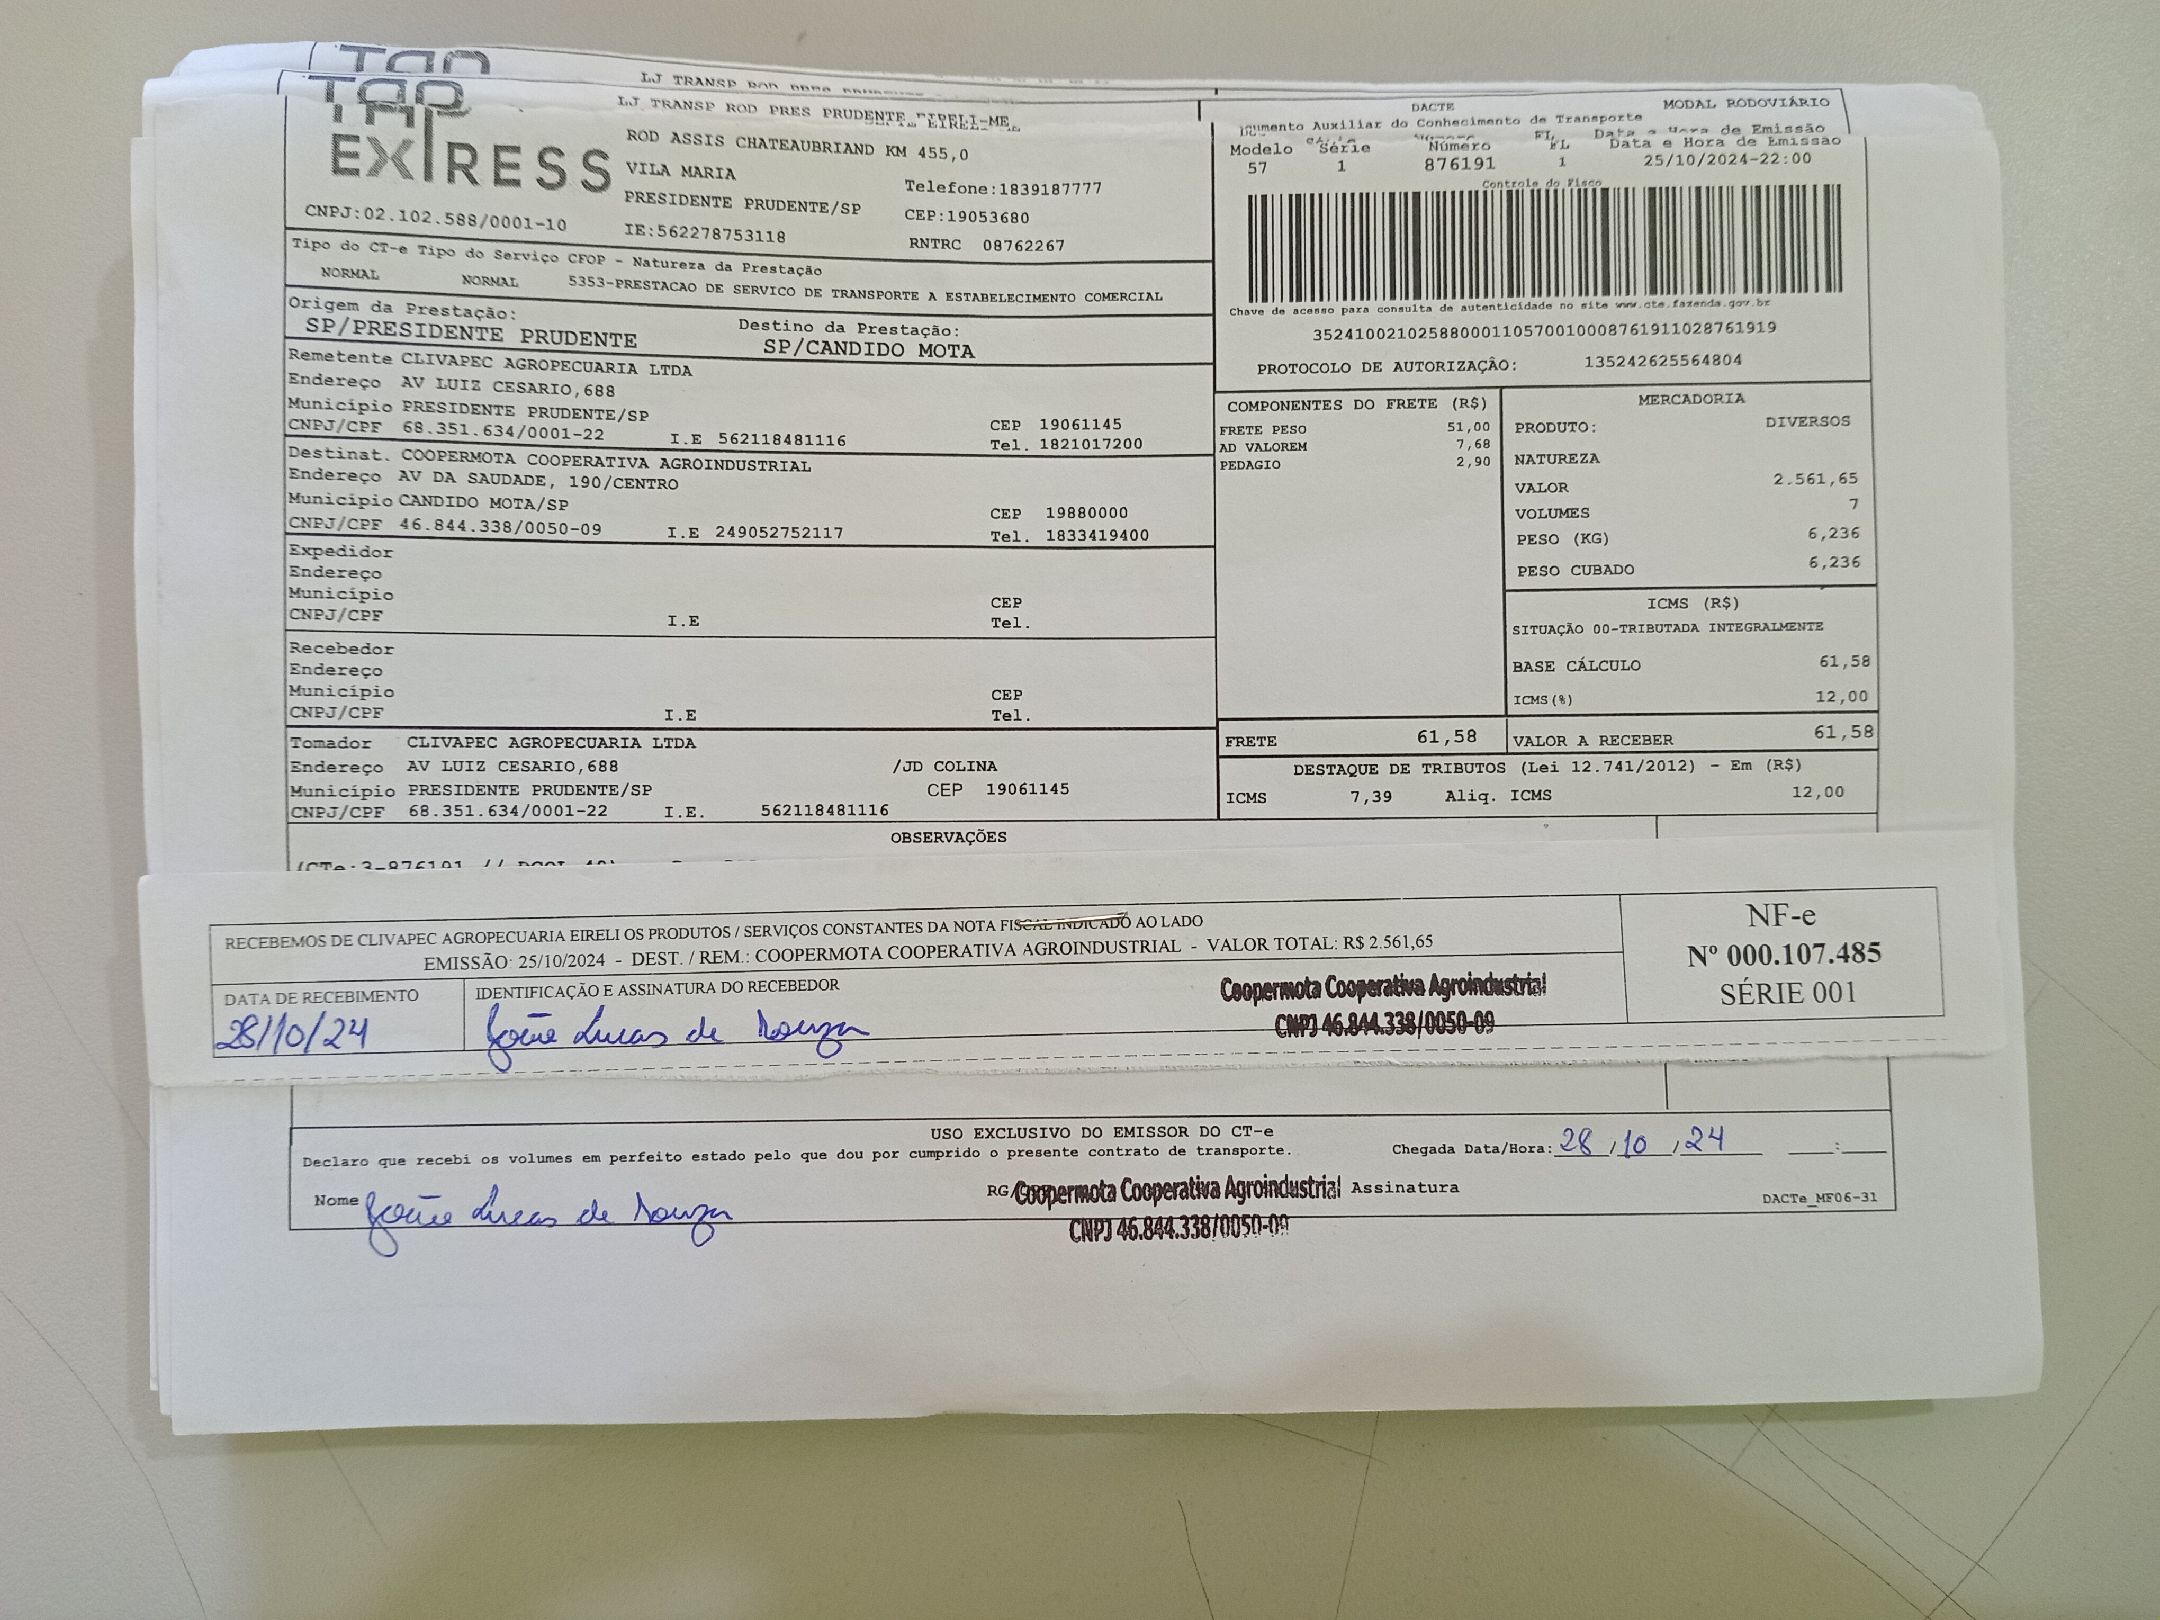 LJ TRANSP ROD
LJ TRANSP ROD PRES PRUDENTE EIRELI-ME
EXPRESS
ROD ASSIS CHATEAUBRIAND KM 455,0
VILA MARIA
Telefone:1839187777
PRESIDENTE PRUDENTE/SP
CEP:19053680
CNPJ:02.102.588/0001-10
IE:562278753118
RNTRC 08762267
DACTE
MODAL RODOVIÁRIO
Auxiliar do Conhecimento de Transporte
Data e Hora de Emissão
Modelo Série Número FL Data e Hora de Emissão
57 1 876191 1 25/10/2024-22:00
Controle do Fisco
Chave de acesso para consulta de autenticidade no site www.cte.fazenda.gov.br
35241002102588000110570010008761911028761919
PROTOCOLO DE AUTORIZAÇÃO: 135242625564804
Tipo do CT-e Tipo do Serviço CFOP - Natureza da Prestação
NORMAL NORMAL 5353-PRESTACAO DE SERVICO DE TRANSPORTE A ESTABELECIMENTO COMERCIAL
Origem da Prestação: Destino da Prestação:
SP/PRESIDENTE PRUDENTE SP/CANDIDO MOTA
Remetente CLIVAPEC AGROPECUARIA LTDA
Endereço AV LUIZ CESARIO,688
Município PRESIDENTE PRUDENTE/SP CEP 19061145
CNPJ/CPF 68.351.634/0001-22 I.E 562118481116 Tel. 1821017200
Destinat. COOPERMOTA COOPERATIVA AGROINDUSTRIAL
Endereço AV DA SAUDADE, 190/CENTRO
Município CANDIDO MOTA/SP CEP 19880000
CNPJ/CPF 46.844.338/0050-09 I.E 249052752117 Tel. 1833419400
Expedidor
Endereço
Município CEP
CNPJ/CPF I.E Tel.
Recebedor
Endereço
Município CEP
CNPJ/CPF I.E Tel.
Tomador CLIVAPEC AGROPECUARIA LTDA
Endereço AV LUIZ CESARIO,688 /JD COLINA
Município PRESIDENTE PRUDENTE/SP CEP 19061145
CNPJ/CPF 68.351.634/0001-22 I.E. 562118481116
COMPONENTES DO FRETE (R$)
FRETE PESO 51,00
AD VALOREM 7,68
PEDAGIO 2,90
MERCADORIA
PRODUTO: DIVERSOS
NATUREZA
VALOR 2.561,65
VOLUMES 7
PESO (KG) 6,236
PESO CUBADO 6,236
ICMS (R$)
SITUAÇÃO 00-TRIBUTADA INTEGRALMENTE
BASE CÁLCULO 61,58
ICMS(%) 12,00
FRETE 61,58 VALOR A RECEBER 61,58
DESTAQUE DE TRIBUTOS (Lei 12.741/2012) - Em (R$)
ICMS 7,39 Aliq. ICMS 12,00
OBSERVAÇÕES
RECEBEMOS DE CLIVAPEC AGROPECUARIA EIRELI OS PRODUTOS / SERVIÇOS CONSTANTES DA NOTA FISCAL INDICADO AO LADO
EMISSÃO: 25/10/2024 - DEST. / REM.: COOPERMOTA COOPERATIVA AGROINDUSTRIAL - VALOR TOTAL: R$ 2.561,65
NF-e
Nº 000.107.485
SÉRIE 001
DATA DE RECEBIMENTO IDENTIFICAÇÃO E ASSINATURA DO RECEBEDOR
28/10/24 João Lucas de Souza
Coopermota Cooperativa Agroindustrial
CNPJ 46.844.338/0050-09
USO EXCLUSIVO DO EMISSOR DO CT-e
Declaro que recebi os volumes em perfeito estado pelo que dou por cumprido o presente contrato de transporte. Chegada Data/Hora: 28/10/24
Nome João Lucas de Souza RG/ Assinatura DACTe_MF06-31
Coopermota Cooperativa Agroindustrial
CNPJ 46.844.338/0050-09